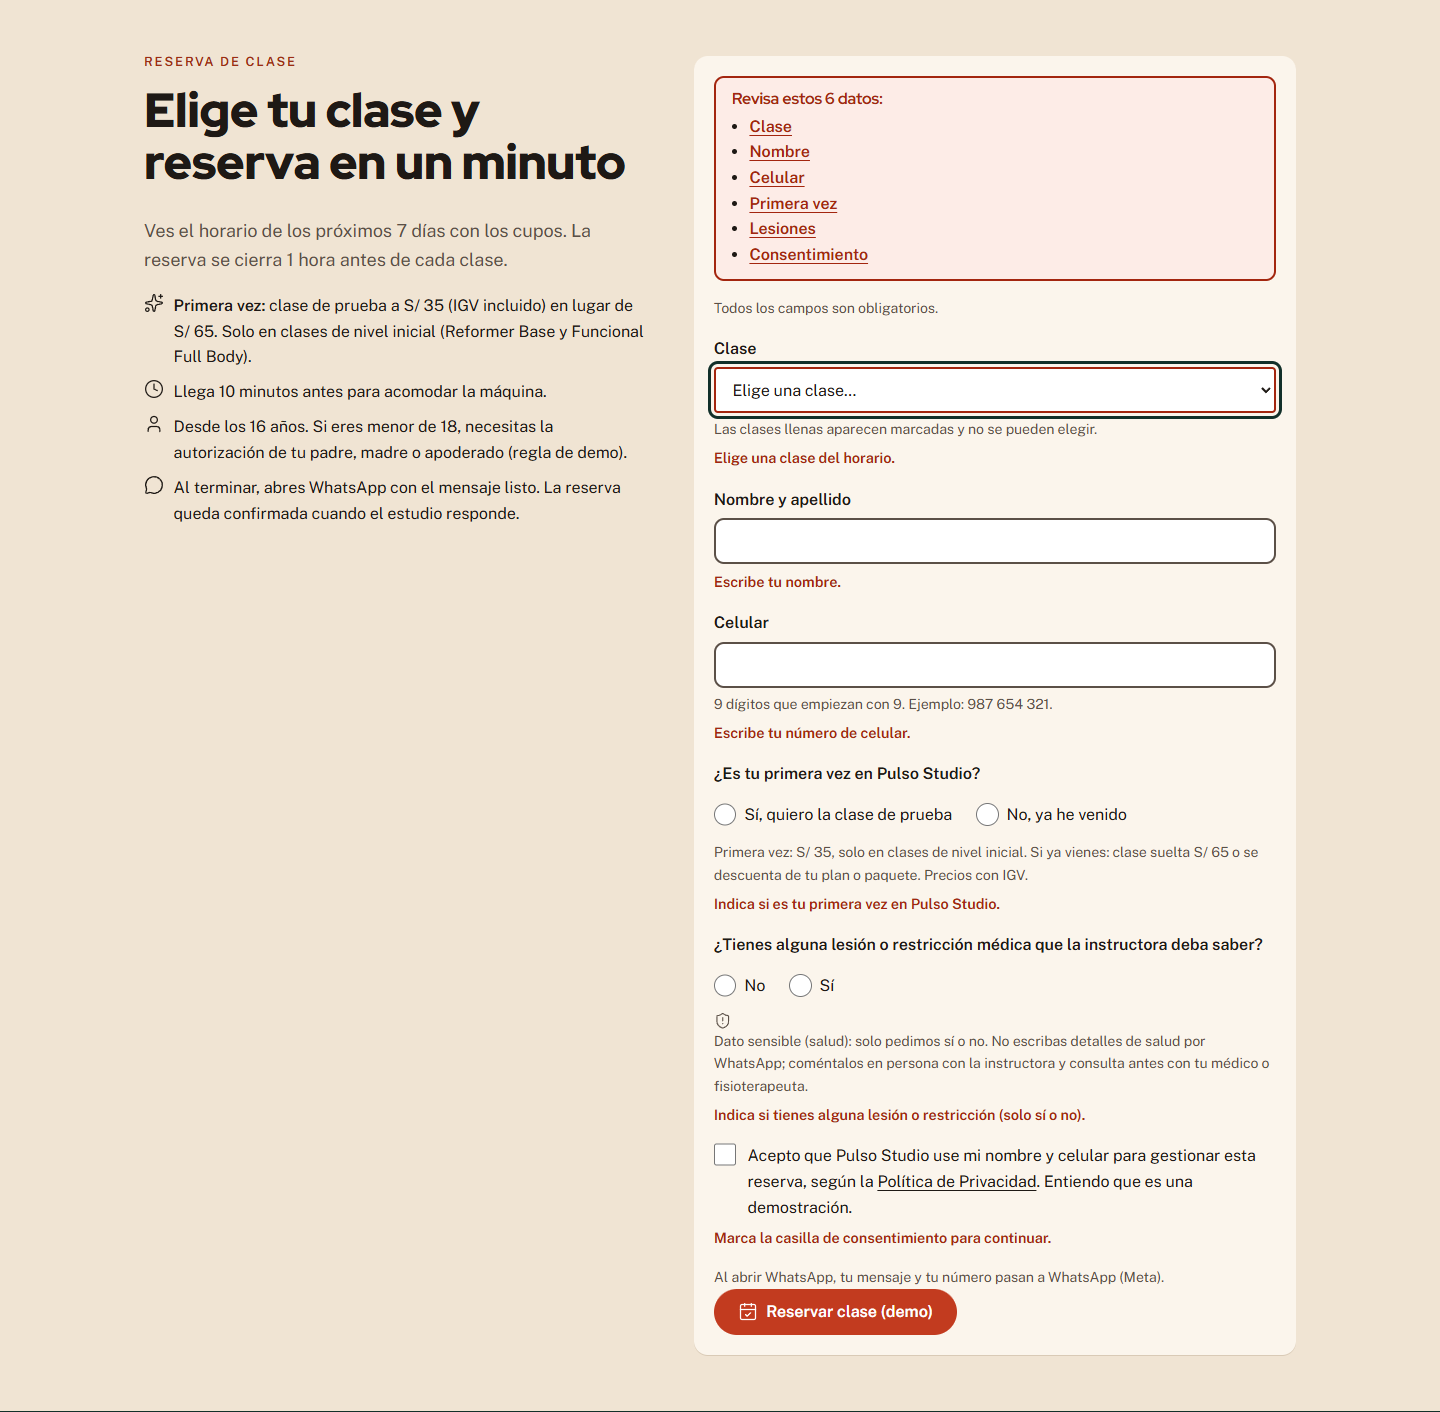 RESERVA DE CLASE
Elige tu clase y
reserva en un minuto
Ves el horario de los próximos 7 días con los cupos. La
reserva se cierra 1 hora antes de cada clase.
Primera vez: clase de prueba a S/ 35 (IGV incluido) en lugar de
S/ 65. Solo en clases de nivel inicial (Reformer Base y Funcional
Full Body).
Llega 10 minutos antes para acomodar la máquina.
Desde los 16 años. Si eres menor de 18, necesitas la
autorización de tu padre, madre o apoderado (regla de demo).
Al terminar, abres WhatsApp con el mensaje listo. La reserva
queda confirmada cuando el estudio responde.
Revisa estos 6 datos:
Clase
Nombre
Celular
Primera vez
Lesiones
Consentimiento
Todos los campos son obligatorios.
Clase
Elige una clase...
Las clases llenas aparecen marcadas y no se pueden elegir.
Elige una clase del horario.
Nombre y apellido
Escribe tu nombre.
Celular
9 dígitos que empiezan con 9. Ejemplo: 987 654 321.
Escribe tu número de celular.
¿Es tu primera vez en Pulso Studio?
Sí, quiero la clase de prueba No, ya he venido
Primera vez: S/ 35, solo en clases de nivel inicial. Si ya vienes: clase suelta S/ 65 o se
descuenta de tu plan o paquete. Precios con IGV.
Indica si es tu primera vez en Pulso Studio.
¿Tienes alguna lesión o restricción médica que la instructora deba saber?
No Sí
Dato sensible (salud): solo pedimos sí o no. No escribas detalles de salud por
WhatsApp; coméntalos en persona con la instructora y consulta antes con tu médico o
fisioterapeuta.
Indica si tienes alguna lesión o restricción (solo sí o no).
Acepto que Pulso Studio use mi nombre y celular para gestionar esta
reserva, según la Política de Privacidad. Entiendo que es una
demostración.
Marca la casilla de consentimiento para continuar.
Al abrir WhatsApp, tu mensaje y tu número pasan a WhatsApp (Meta).
Reservar clase (demo)